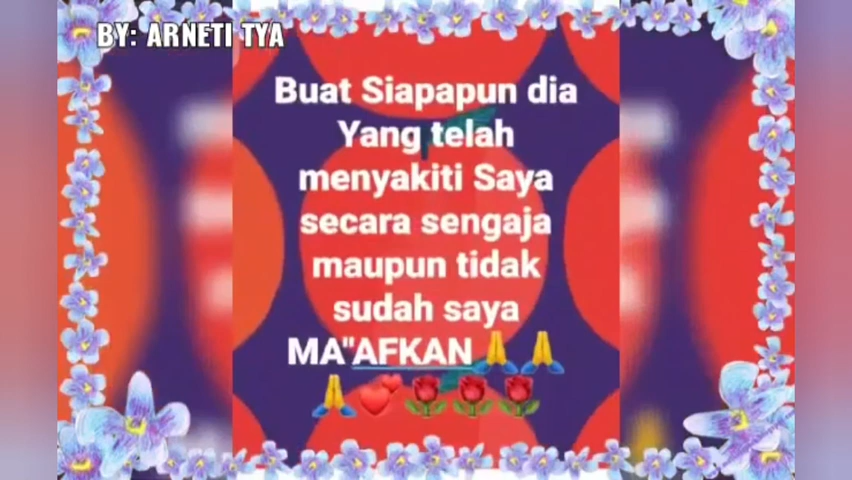 BY: ARNETI TYA
Buat Siapapun dia
Yang telah
menyakiti Saya
secara sengaja
maupun tidak
sudah saya
MA"AFKAN 🙏🙏
🙏💕🌹🌹🌹